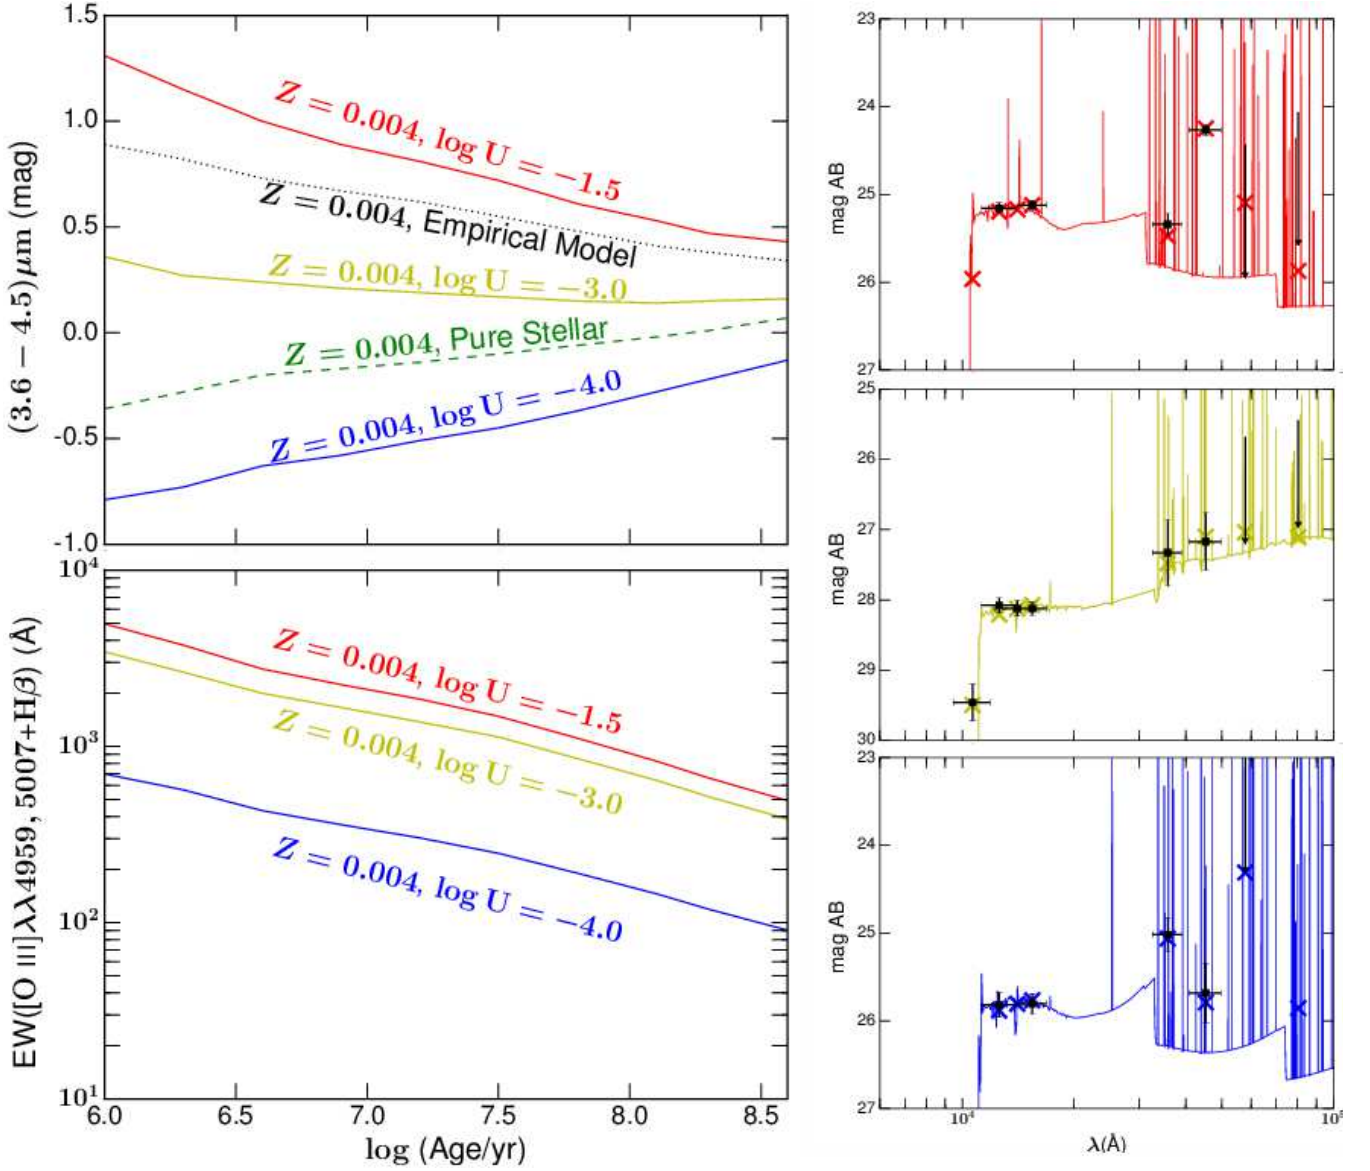 (3.6 − 4.5)μm (mag)
1.5
1.0
0.5
0.0
-0.5
-1.0
Z = 0.004, log U = −1.5
Z = 0.004, Empirical Model
Z = 0.004, log U = −3.0
Z = 0.004, Pure Stellar
Z = 0.004, log U = −4.0
EW([O III]λλ4959, 5007+Hβ) (Å)
10⁴
10³
10²
10¹
Z = 0.004, log U = −1.5
Z = 0.004, log U = −3.0
Z = 0.004, log U = −4.0
6.0 6.5 7.0 7.5 8.0 8.5
log (Age/yr)
mag AB
23
24
25
26
27
mag AB
25
26
27
28
29
30
mag AB
23
24
25
26
27
10⁴ 10⁵
λ(Å)